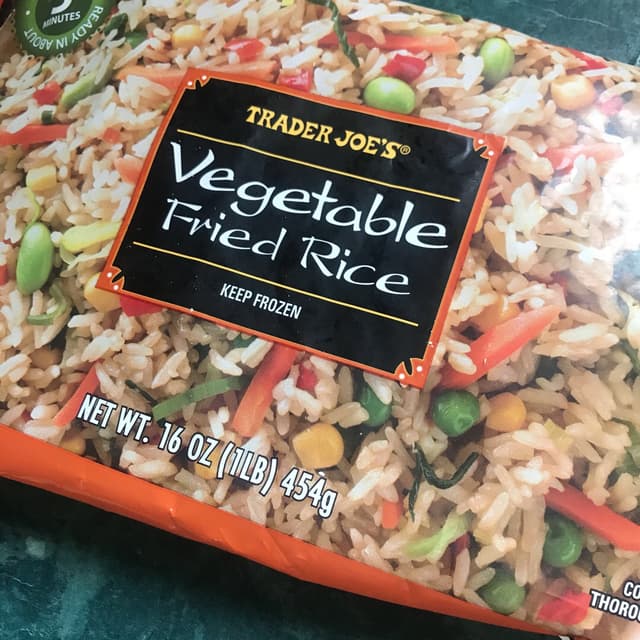 MINUTES
READY IN ABOUT
TRADER JOE'S®
Vegetable
Fried Rice
KEEP FROZEN
NET WT. 16 OZ (1LB) 454g